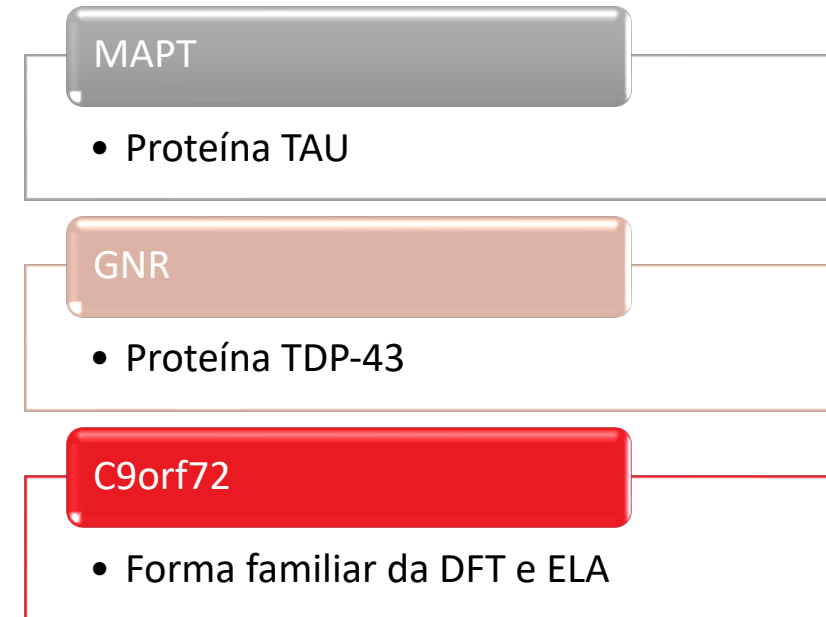 MAPT
• Proteína TAU
GNR
• Proteína TDP-43
C9orf72
• Forma familiar da DFT e ELA